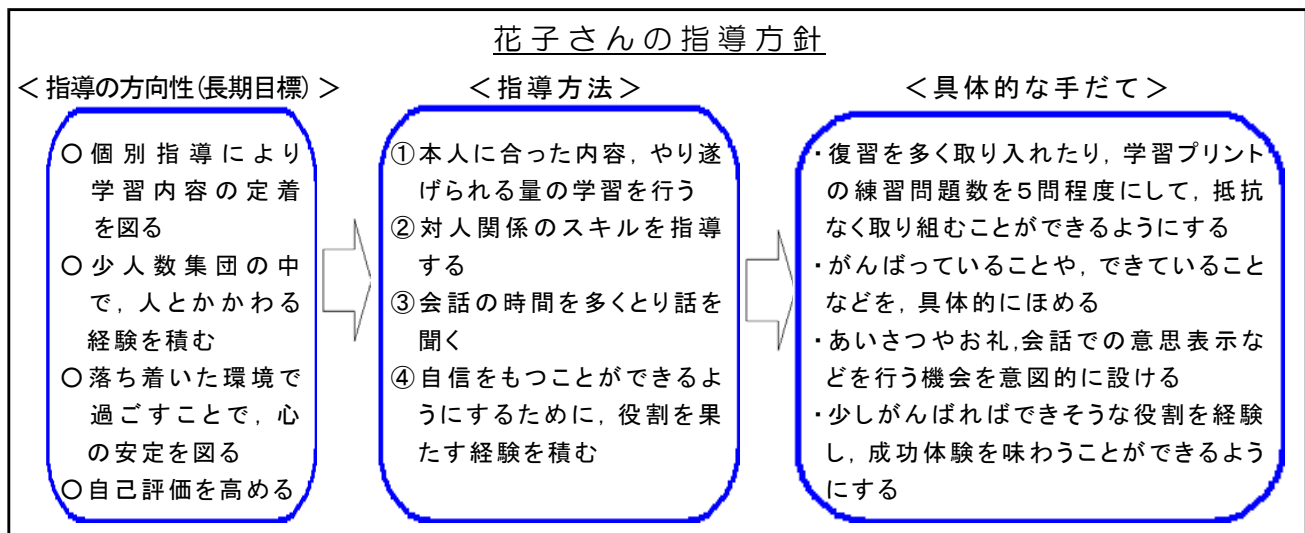 花子さんの指導方針
＜指導の方向性(長期目標)＞
○個別指導により
学習内容の定着
を図る
○少人数集団の中
で，人とかかわる
経験を積む
○落ち着いた環境で
過ごすことで，心
の安定を図る
○自己評価を高める
＜指導方法＞
①本人に合った内容，やり遂
げられる量の学習を行う
②対人関係のスキルを指導
する
③会話の時間を多くとり話を
聞く
④自信をもつことができるよ
うにするために，役割を果
たす経験を積む
＜具体的な手だて＞
・復習を多く取り入れたり，学習プリント
の練習問題数を５問程度にして，抵抗
なく取り組むことができるようにする
・がんばっていることや，できていること
などを，具体的にほめる
・あいさつやお礼，会話での意思表示な
どを行う機会を意図的に設ける
・少しがんばればできそうな役割を経験
し，成功体験を味わうことができるよう
にする